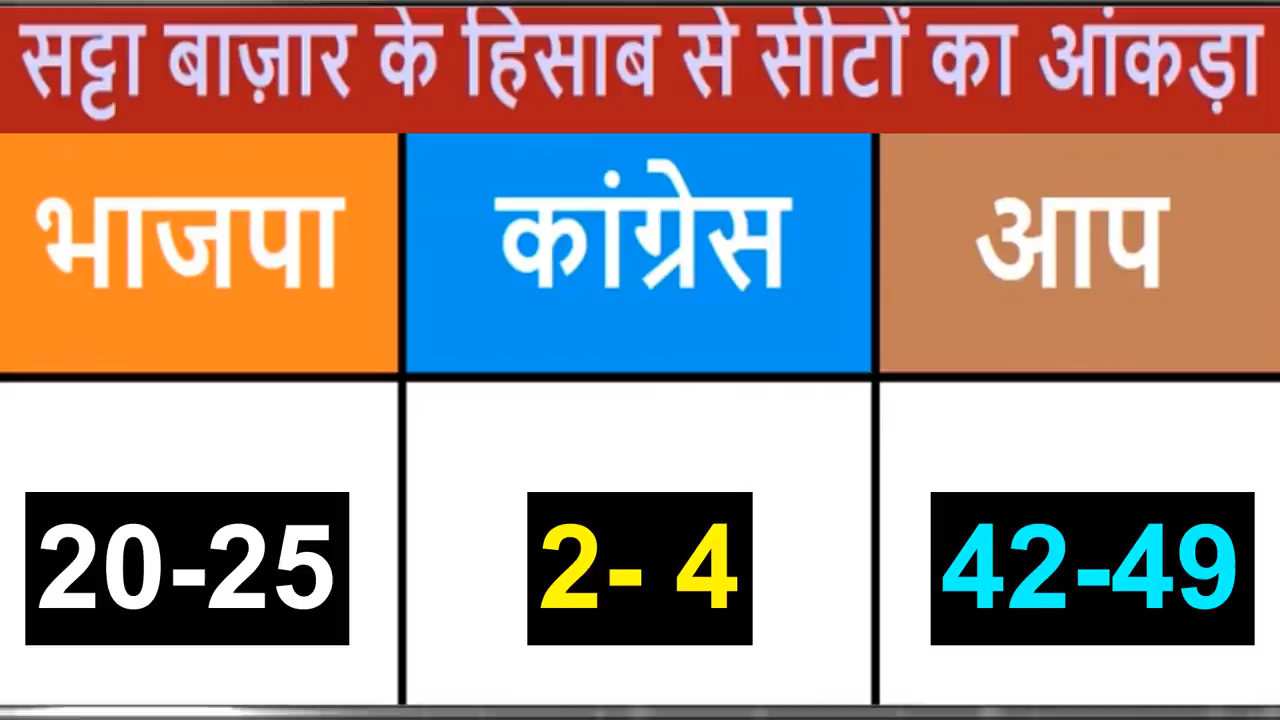 सट्टा बाज़ार के हिसाब से सीटों का आंकड़ा
भाजपा कांग्रेस आप
20-25 2- 4 42-49